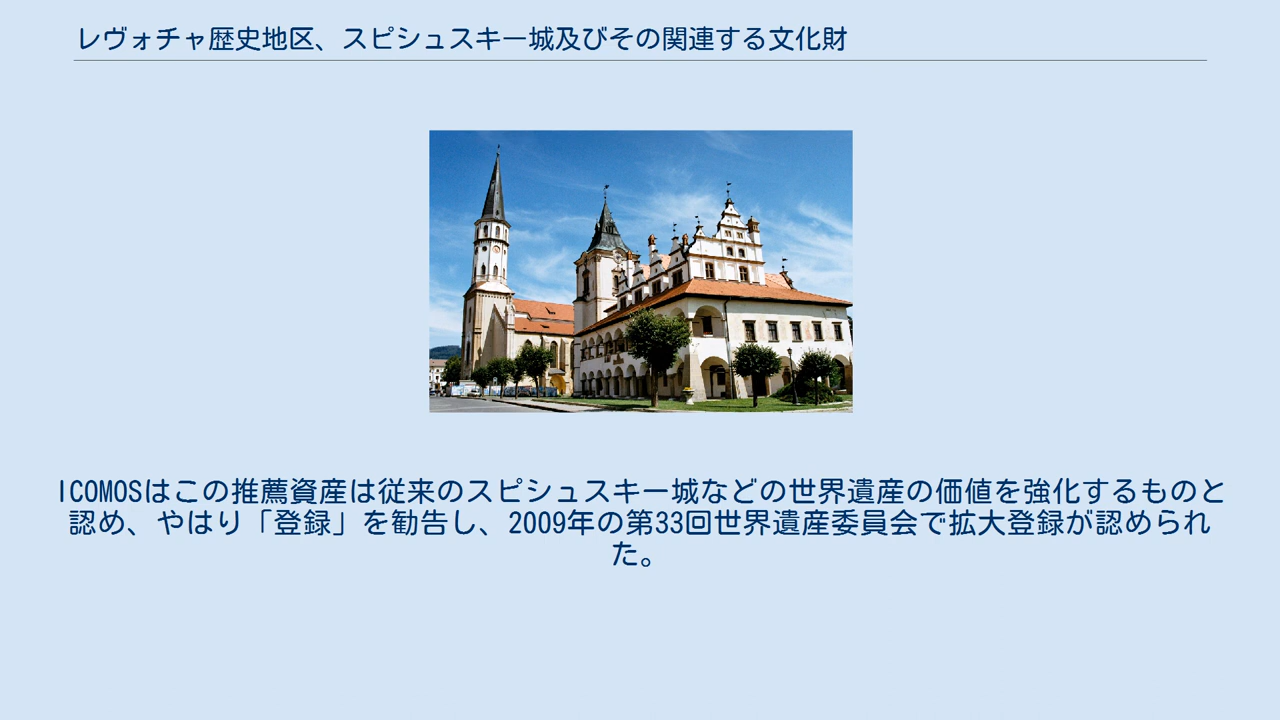 レヴォチャ歴史地区、スピシュスキー城及びその関連する文化財
ICOMOSはこの推薦資産は従来のスピシュスキー城などの世界遺産の価値を強化するものと
認め、やはり「登録」を勧告し、2009年の第33回世界遺産委員会で拡大登録が認められ
た。